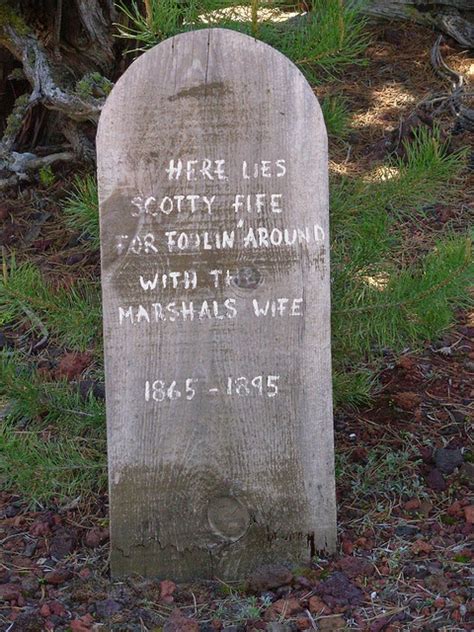 HERE LIES
SCOTTY FIFE
FOR FOOLIN' AROUND
WITH THE
MARSHALS WIFE
1865 - 1895